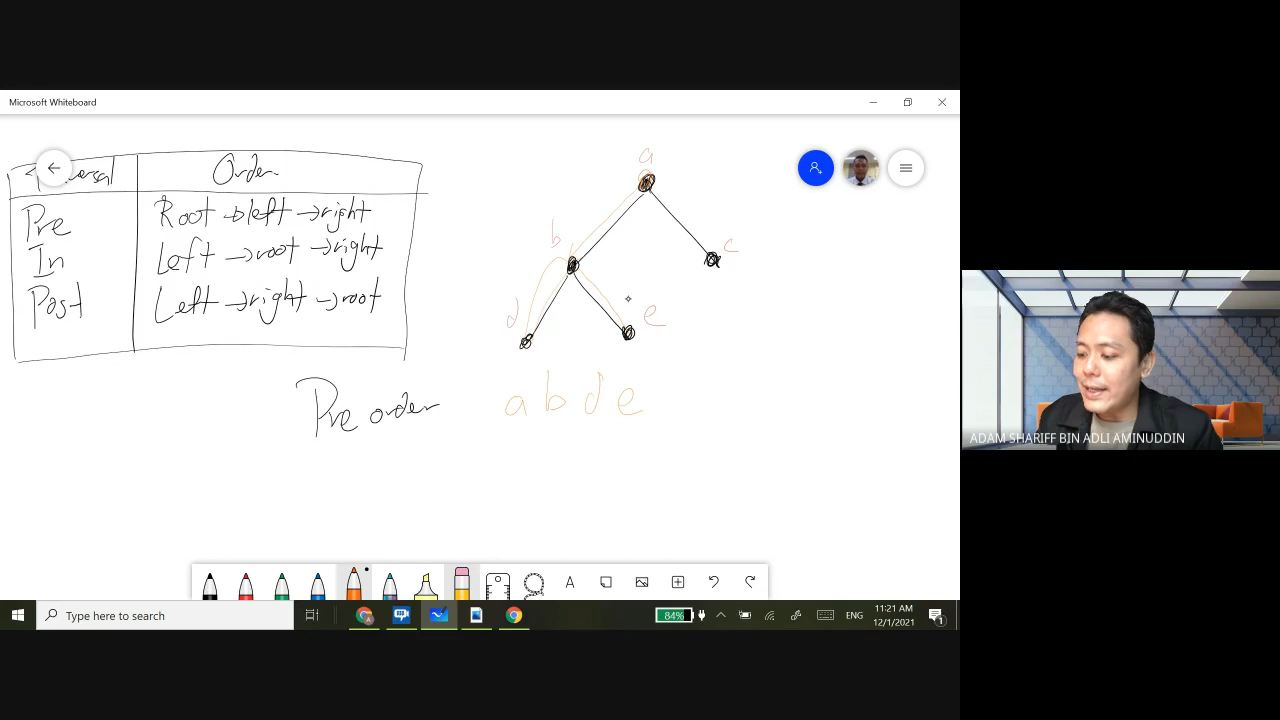 Microsoft Whiteboard
Order
Pre Root → left → right
In Left → root → right
Post Left → right → root
a
b
c
d
e
Pre order a b d e
ADAM SHARIFF BIN ADLI AMINUDDIN
A
Type here to search
84%
ENG
11:21 AM
12/1/2021
1